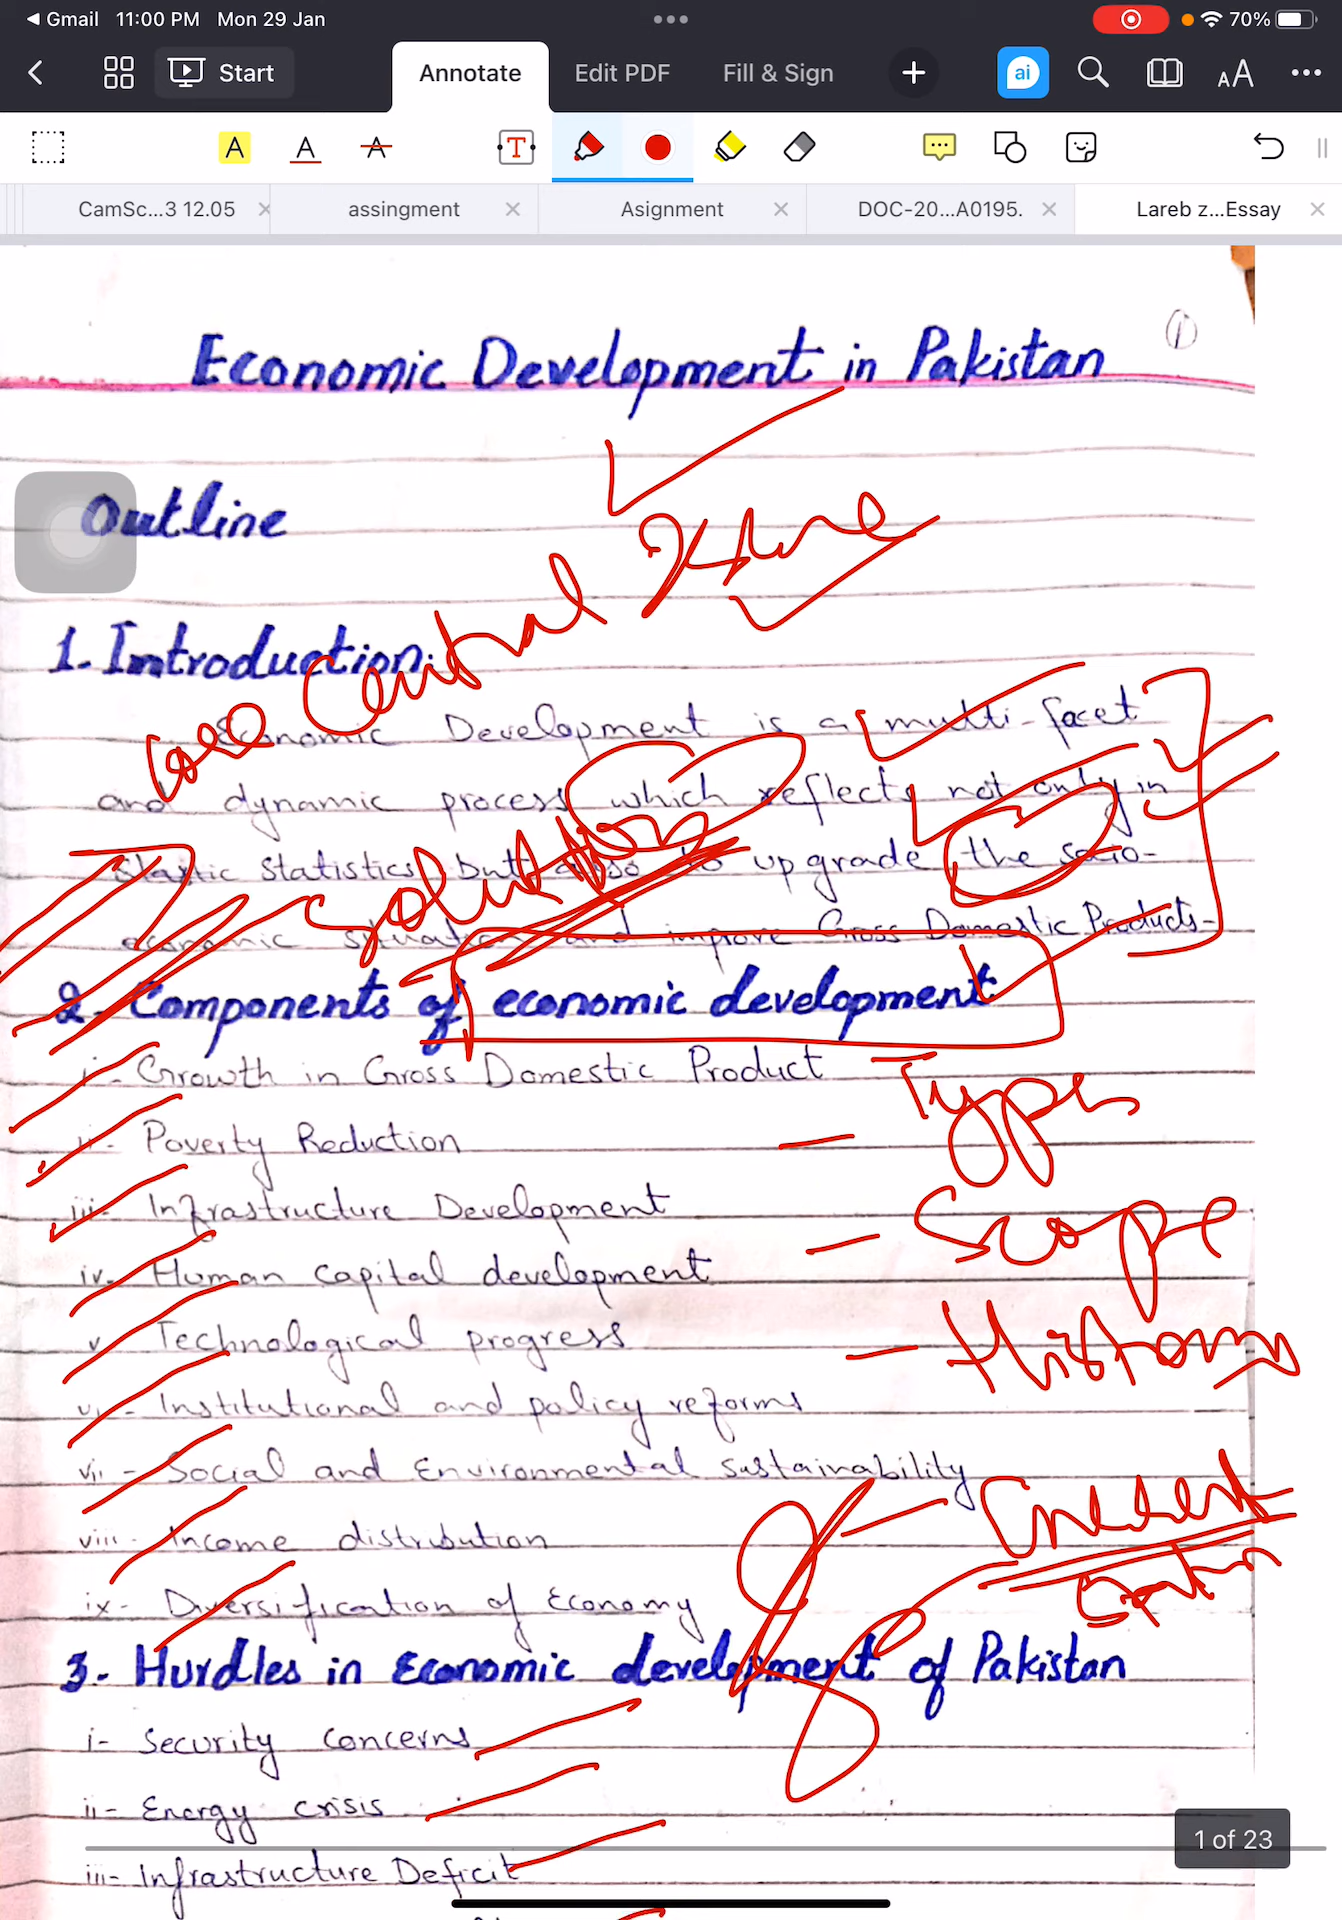 Gmail 11:00 PM Mon 29 Jan
70%
Start Annotate Edit PDF Fill & Sign ai AA
A A A T
CamSc...3 12.05 assingment Asignment DOC-20...A0195. Lareb z...Essay
1
Economic Development in Pakistan
Outline
1. Introduction:
Core Central
Economic Development is a multi-facet
and dynamic process which reflects not only in
Stastic Statistics but also to upgrade the socio-
solution
economic situation and improve Gross Domestic Products-
2- Components of economic development
i- Growth in Gross Domestic Product
- Types
ii- Poverty Reduction
iii- Infrastructure Development
- Scope
iv- Human capital development
v- Technological progress
- History
vi- Institutional and policy reforms
vii- Social and Environmental sustainability
viii- Income distribution
ix- Diversification of Economy
3- Hurdles in Economic development of Pakistan
i- Security concerns
ii- Energy crisis
1 of 23
iii- Infrastructure Deficit